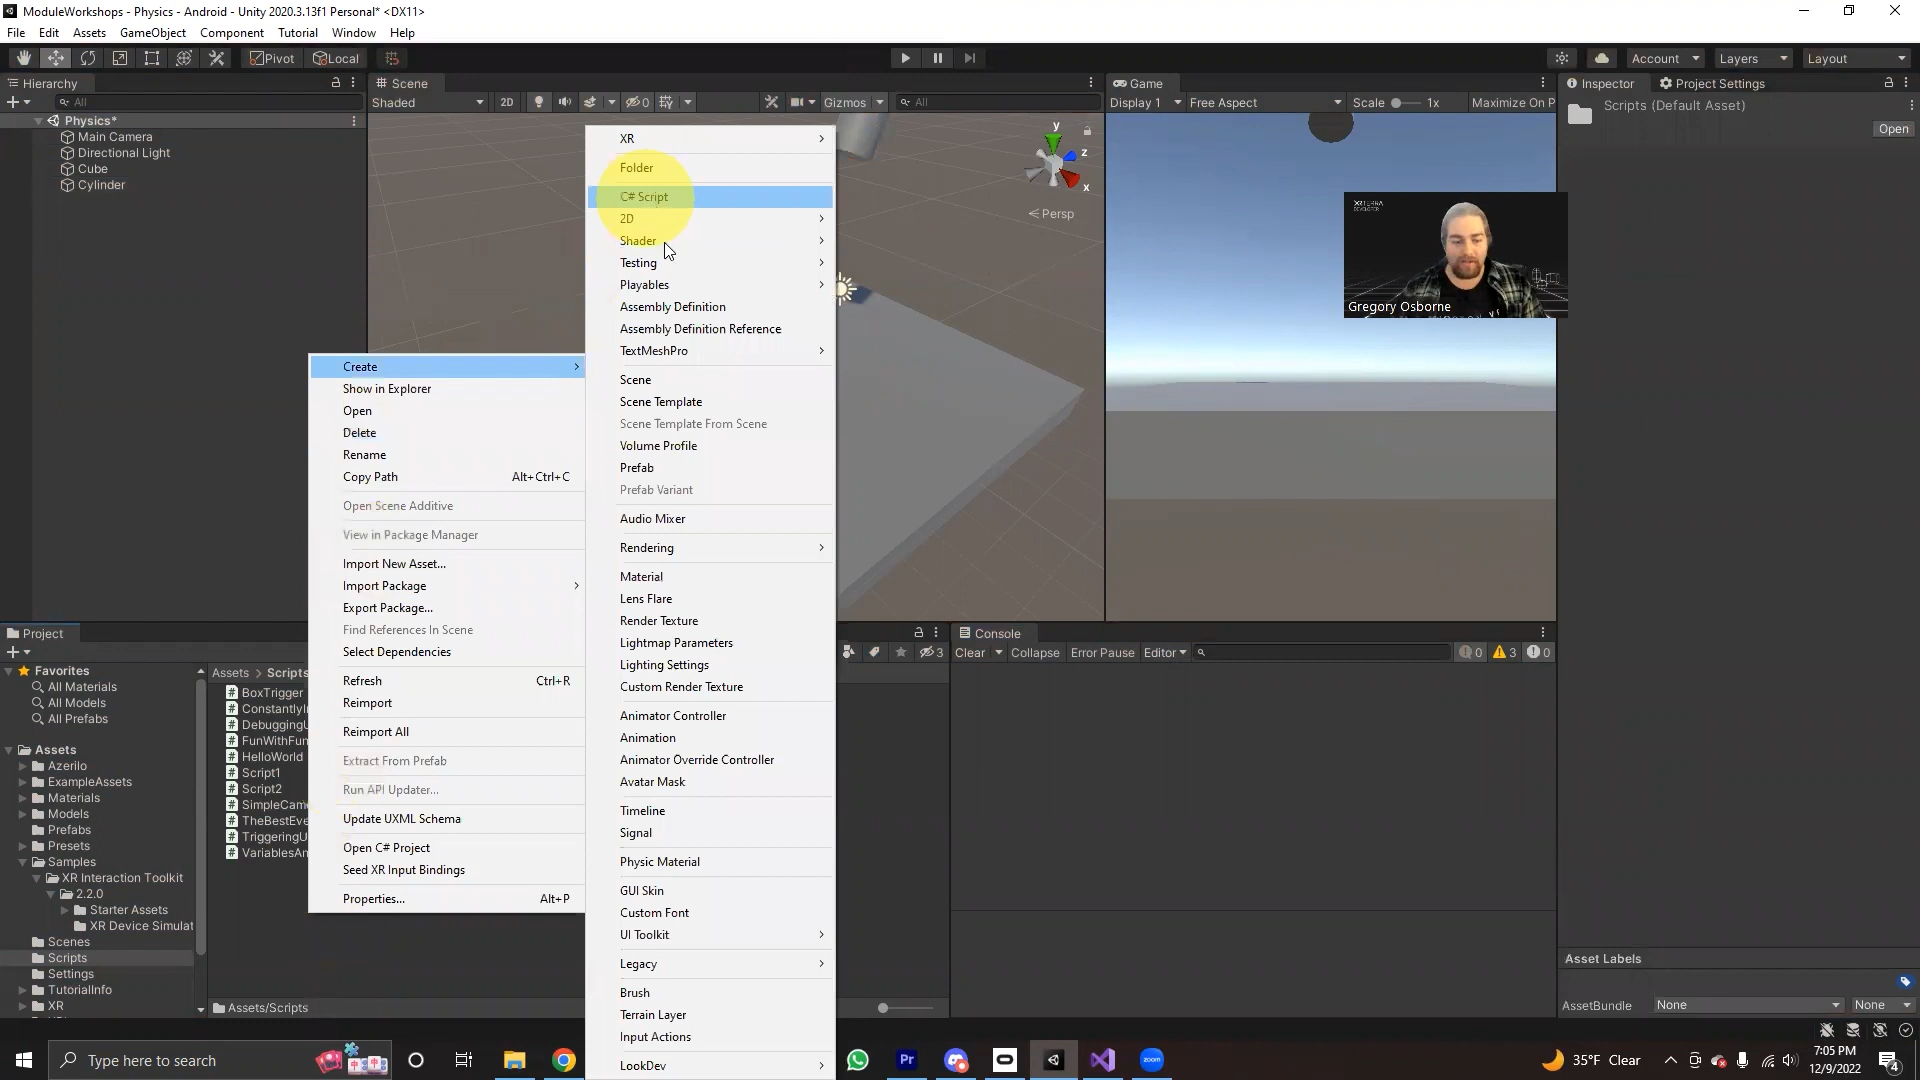 ModuleWorkshops - Physics - Android - Unity 2020.3.13f1 Personal* <DX11>
File Edit Assets GameObject Component Tutorial Window Help
Pivot Local Account Layers Layout
Hierarchy
All
Physics*
Main Camera
Directional Light
Cube
Cylinder
Scene
Shaded 2D 0 Gizmos All
y
z
x
Persp
Game
Display 1 Free Aspect Scale 1x Maximize On P
Gregory Osborne
Inspector Project Settings
Scripts (Default Asset)
Open
Create
Show in Explorer
Open
Delete
Rename
Copy Path Alt+Ctrl+C
Open Scene Additive
View in Package Manager
Import New Asset...
Import Package
Export Package...
Find References In Scene
Select Dependencies
Refresh Ctrl+R
Reimport
Reimport All
Extract From Prefab
Run API Updater...
Update UXML Schema
Open C# Project
Seed XR Input Bindings
Properties... Alt+P
XR
Folder
C# Script
2D
Shader
Testing
Playables
Assembly Definition
Assembly Definition Reference
TextMeshPro
Scene
Scene Template
Scene Template From Scene
Volume Profile
Prefab
Prefab Variant
Audio Mixer
Rendering
Material
Lens Flare
Render Texture
Lightmap Parameters
Lighting Settings
Custom Render Texture
Animator Controller
Animation
Animator Override Controller
Avatar Mask
Timeline
Signal
Physic Material
GUI Skin
Custom Font
UI Toolkit
Legacy
Brush
Terrain Layer
Input Actions
LookDev
Project
Favorites
All Materials
All Models
All Prefabs
Assets
Azerilo
ExampleAssets
Materials
Models
Prefabs
Presets
Samples
XR Interaction Toolkit
2.2.0
Starter Assets
XR Device Simulat
Scenes
Scripts
Settings
TutorialInfo
XR
Assets > Scripts
BoxTrigger
ConstantlyI
DebuggingU
FunWithFun
HelloWorld
Script1
Script2
SimpleCam
TheBestEve
TriggeringU
VariablesAn
Assets/Scripts
3
Console
Clear Collapse Error Pause Editor 0 3 0
Asset Labels
AssetBundle None None
Type here to search
Pr
zoom
35°F Clear
7:05 PM
12/9/2022
4